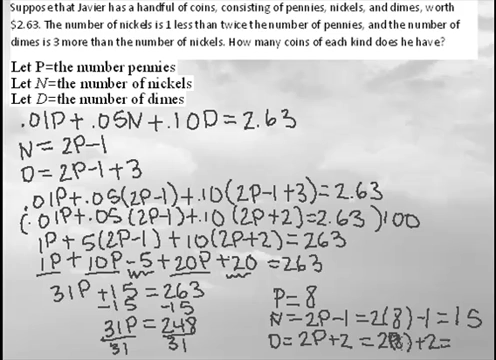 Suppose that Javier has a handful of coins, consisting of pennies, nickels, and dimes, worth
$2.63. The number of nickels is 1 less than twice the number of pennies, and the number of
dimes is 3 more than the number of nickels. How many coins of each kind does he have?
Let P=the number pennies
Let N=the number of nickels
Let D=the number of dimes
.01P+.05N+.10D=2.63
N=2P-1
D=2P-1+3
.01P+.05(2P-1)+.10(2P-1+3)=2.63
(.01P+.05(2P-1)+.10(2P+2)=2.63)100
1P+5(2P-1)+10(2P+2)=263
1P+10P-5+20P+20=263
31P+15=263
-15 -15
31P=248
31 31
P=8
N=2P-1=2(8)-1=15
D=2P+2=2(8)+2=